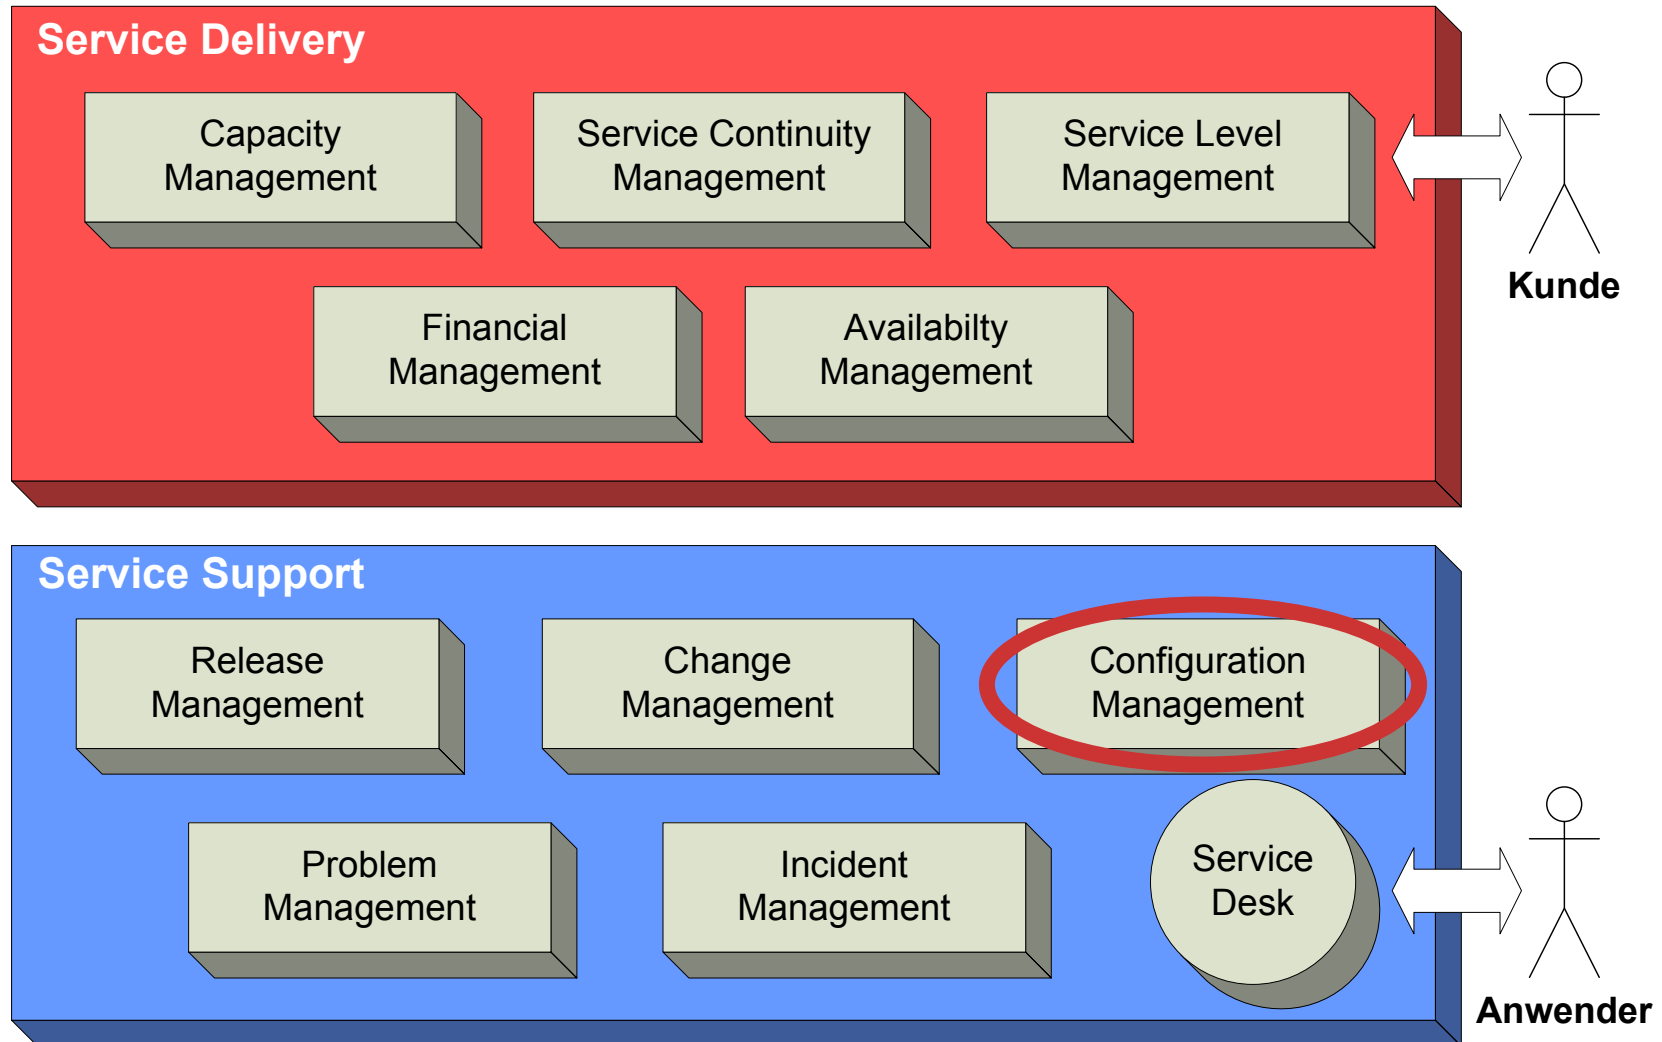 Service Delivery
Capacity
Management
Service Continuity
Management
Service Level
Management
Kunde
Financial
Management
Availabilty
Management
Service Support
Release
Management
Change
Management
Configuration
Management
Problem
Management
Incident
Management
Service
Desk
Anwender